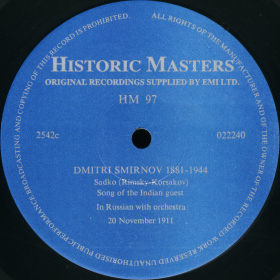 ALL RIGHTS OF THE MANUFACTURER AND OF THE OWNER OF THE RECORDED WORK RESERVED UNAUTHORISED PUBLIC PERFORMANCE BROADCASTING AND COPYING OF THIS RECORD IS PROHIBITED.
HISTORIC MASTERS
ORIGINAL RECORDINGS SUPPLIED BY EMI LTD.
HM 97
2542c 022240
DMITRI SMIRNOV 1881-1944
Sadko (Rimsky-Korsakov)
Song of the Indian guest
In Russian with orchestra
20 November 1911